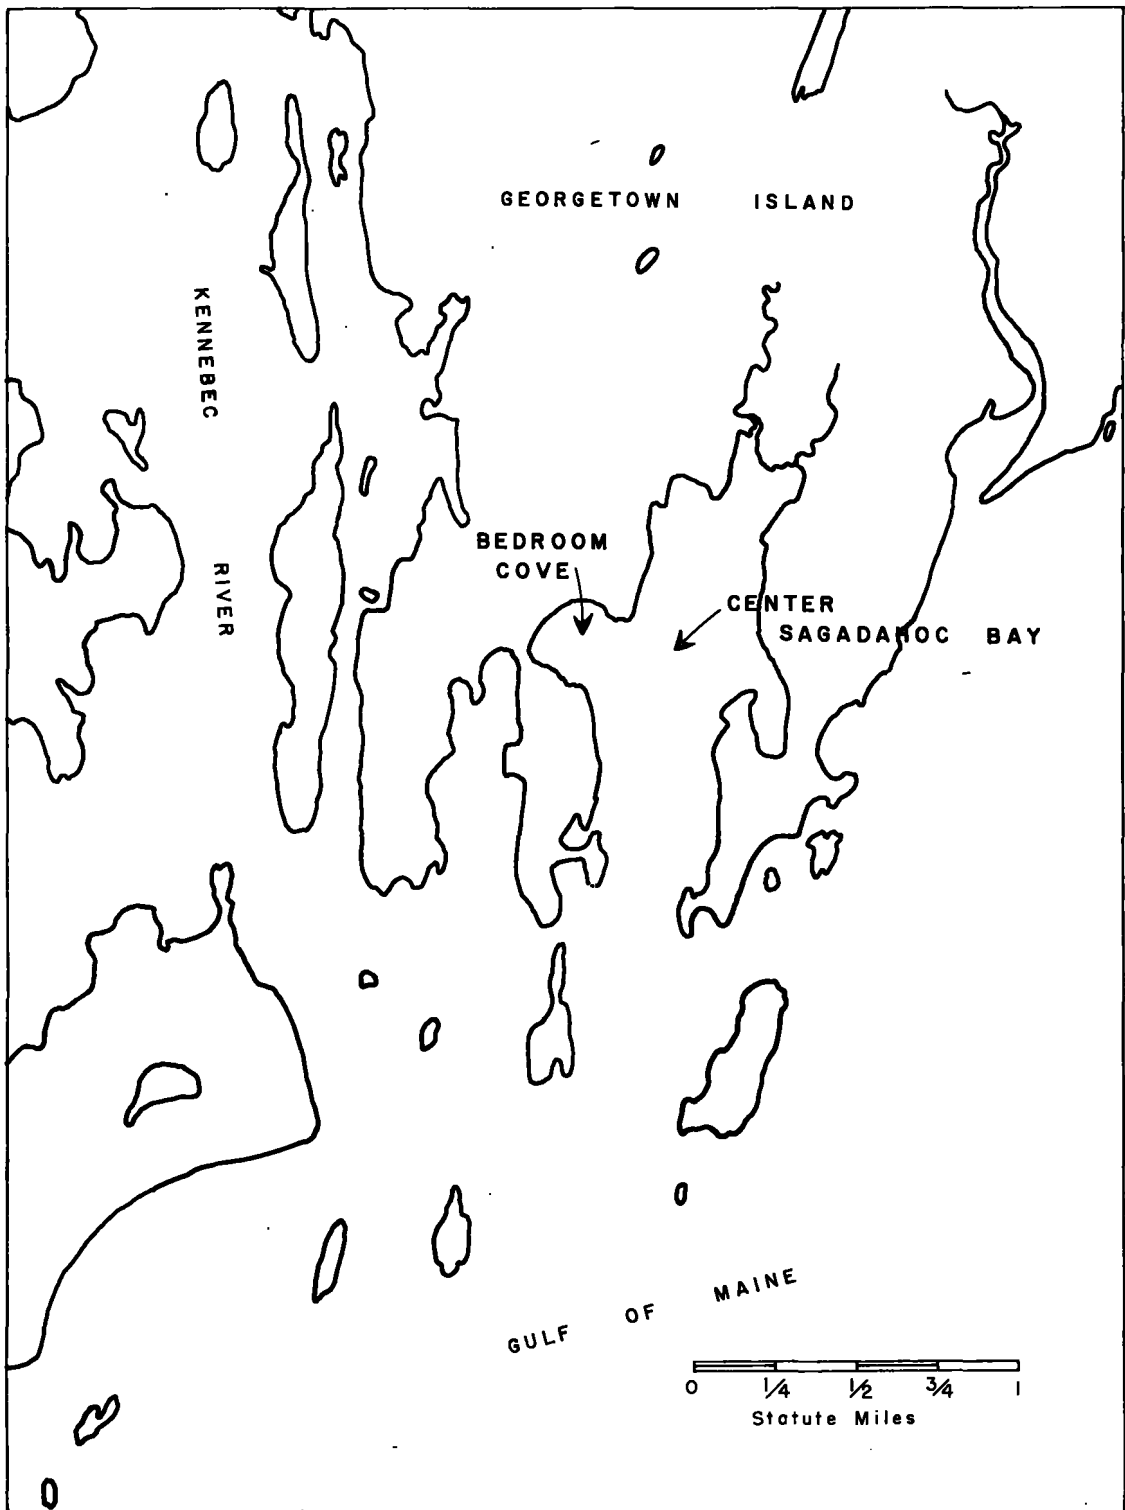 GEORGETOWN ISLAND
KENNEBEC
RIVER
BEDROOM
COVE
CENTER
SAGADAHOC BAY
GULF OF MAINE
0 1/4 1/2 3/4 1
Statute Miles